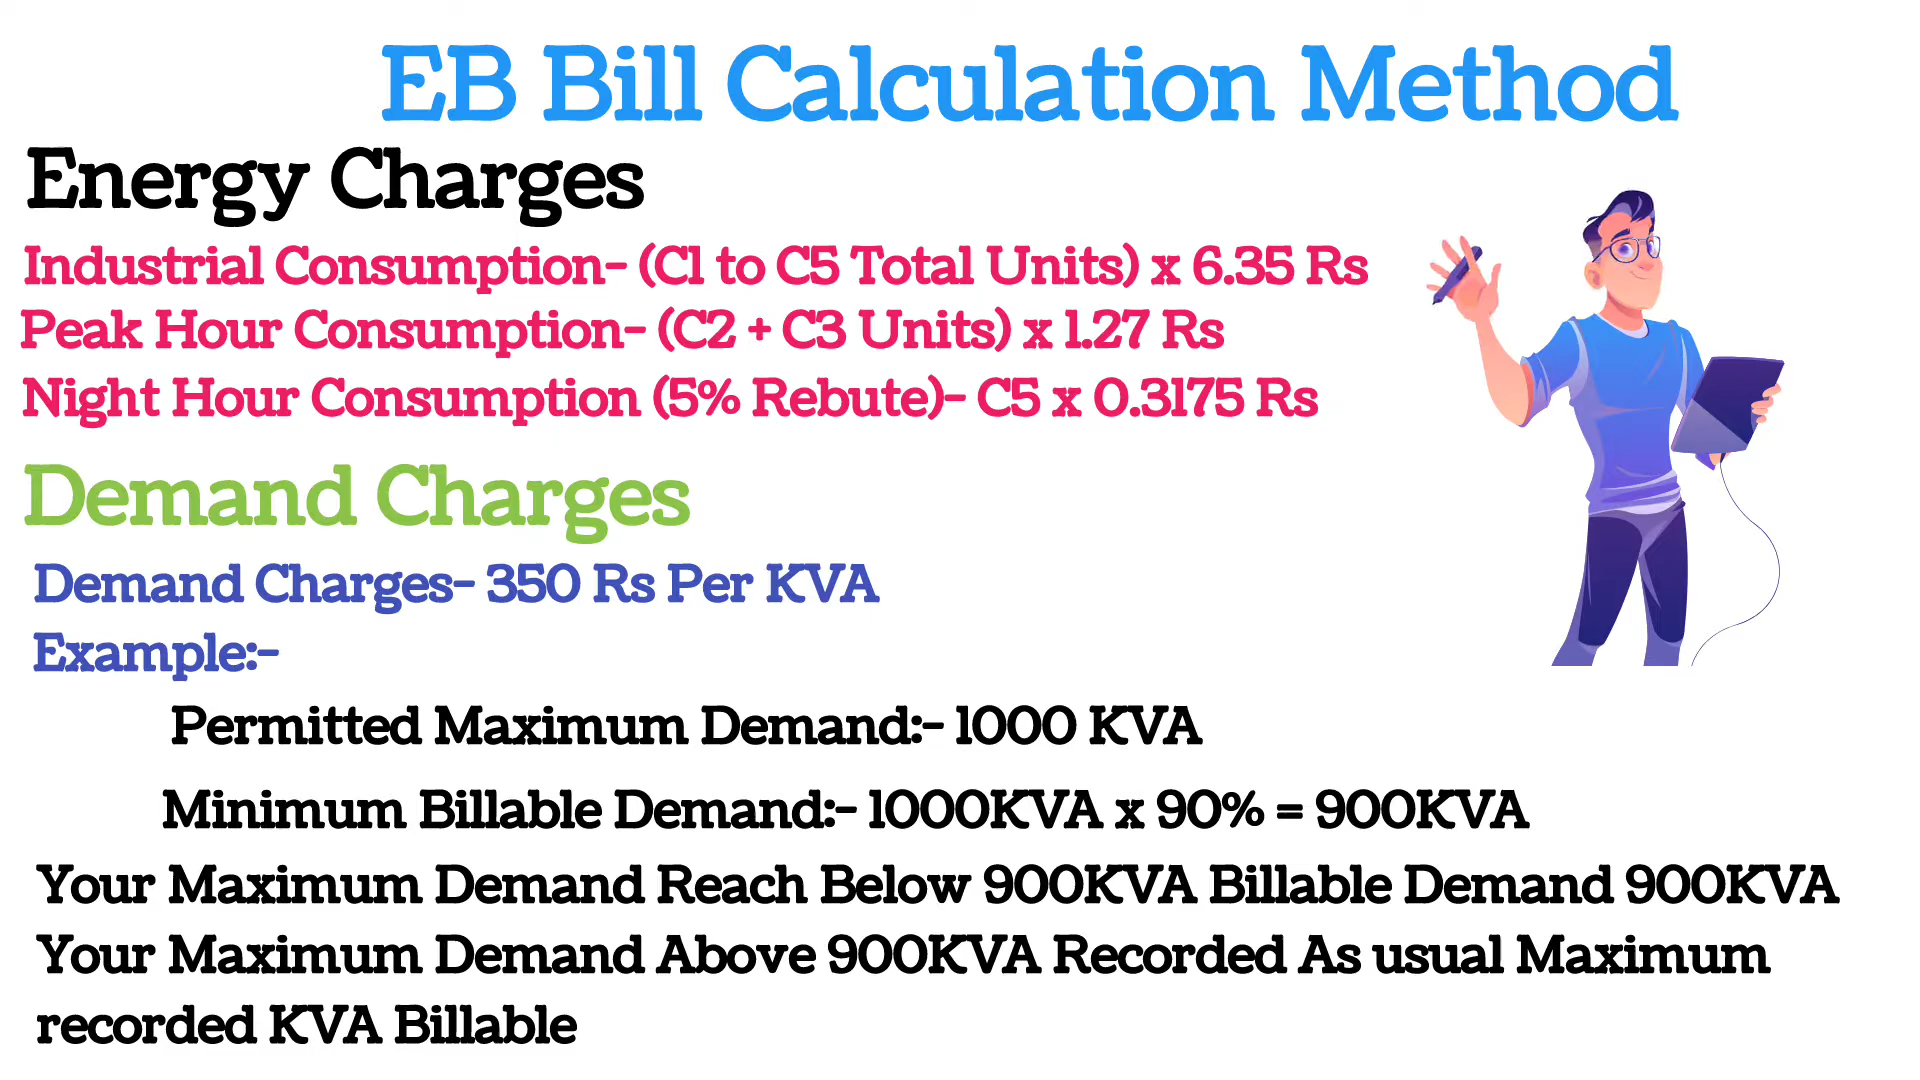 EB Bill Calculation Method
Energy Charges
Industrial Consumption- (C1 to C5 Total Units) x 6.35 Rs
Peak Hour Consumption- (C2 + C3 Units) x 1.27 Rs
Night Hour Consumption (5% Rebute)- C5 x 0.3175 Rs
Demand Charges
Demand Charges- 350 Rs Per KVA
Example:-
Permitted Maximum Demand:- 1000 KVA
Minimum Billable Demand:- 1000KVA x 90% = 900KVA
Your Maximum Demand Reach Below 900KVA Billable Demand 900KVA
Your Maximum Demand Above 900KVA Recorded As usual Maximum
recorded KVA Billable